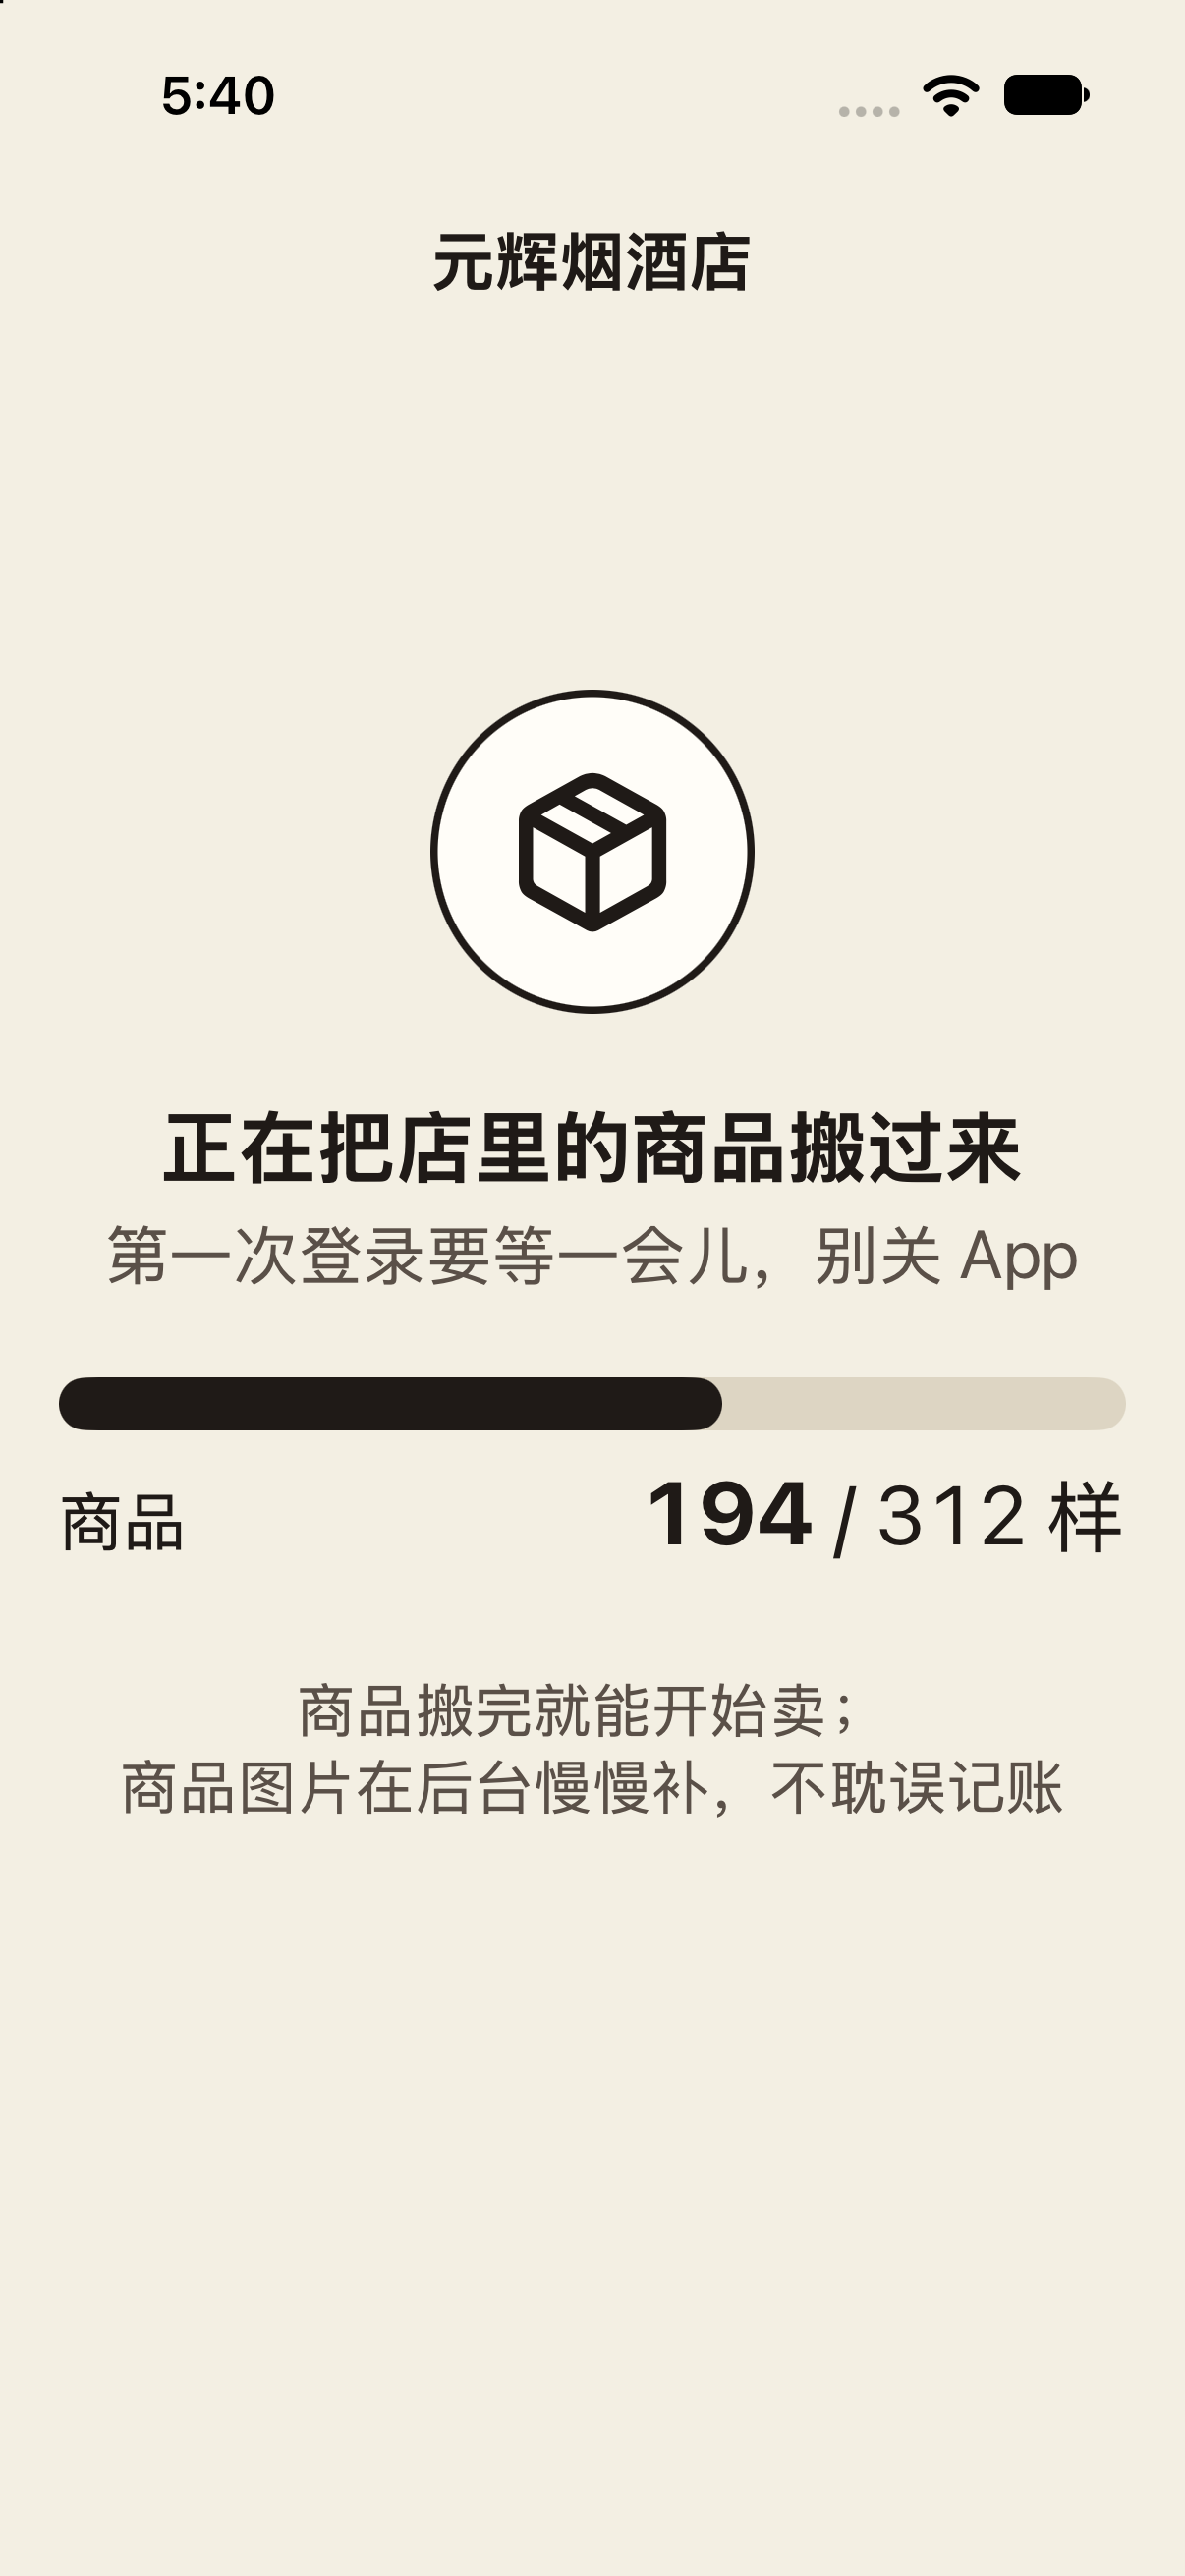 5:40
元辉烟酒店
正在把店里的商品搬过来
第一次登录要等一会儿，别关 App
商品 194 / 312 样
商品搬完就能开始卖；
商品图片在后台慢慢补，不耽误记账